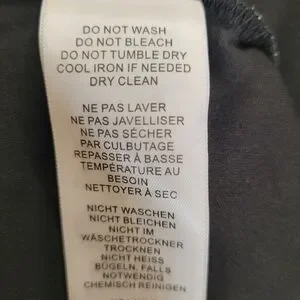 DO NOT WASH
DO NOT BLEACH
DO NOT TUMBLE DRY
COOL IRON IF NEEDED
DRY CLEAN
NE PAS LAVER
NE PAS JAVELLISER
NE PAS SÉCHER
PAR CULBUTAGE
REPASSER À BASSE
TEMPÉRATURE AU
BESOIN
NETTOYER À SEC
NICHT WASCHEN
NICHT BLEICHEN
NICHT IM
WÄSCHETROCKNER
TROCKNEN
NICHT HEISS
BÜGELN, FALLS
NOTWENDIG
CHEMISCH REINIGEN